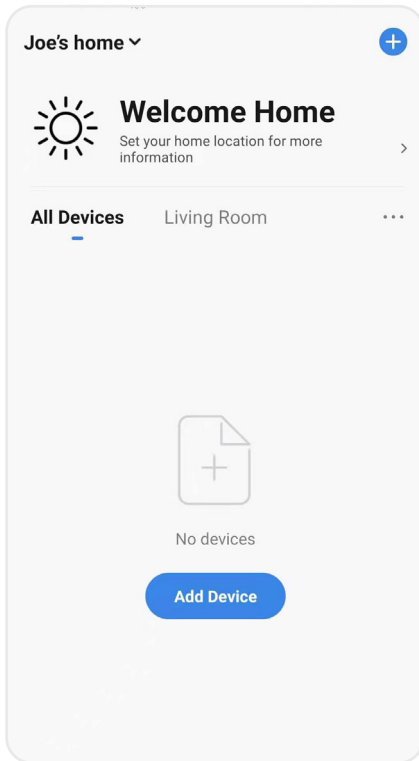 Joe’s home
Welcome Home
Set your home location for more
information
All Devices
Living Room
No devices
Add Device